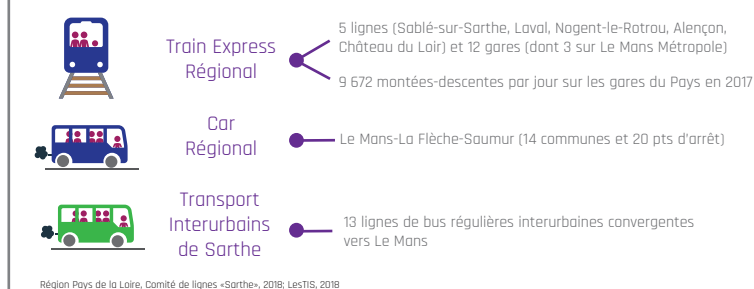 Train Express
Régional
5 lignes (Sablé-sur-Sarthe, Laval, Nogent-le-Rotrou, Alençon,
Château du Loir) et 12 gares (dont 3 sur Le Mans Métropole)
9 672 montées-descentes par jour sur les gares du Pays en 2017
Car
Régional
Le Mans-La Flèche-Saumur (14 communes et 20 pts d'arrêt)
Transport
Interurbains
de Sarthe
13 lignes de bus régulières interurbaines convergentes
vers Le Mans
Région Pays de la Loire, Comité de lignes «Sarthe», 2018; LesTIS, 2018